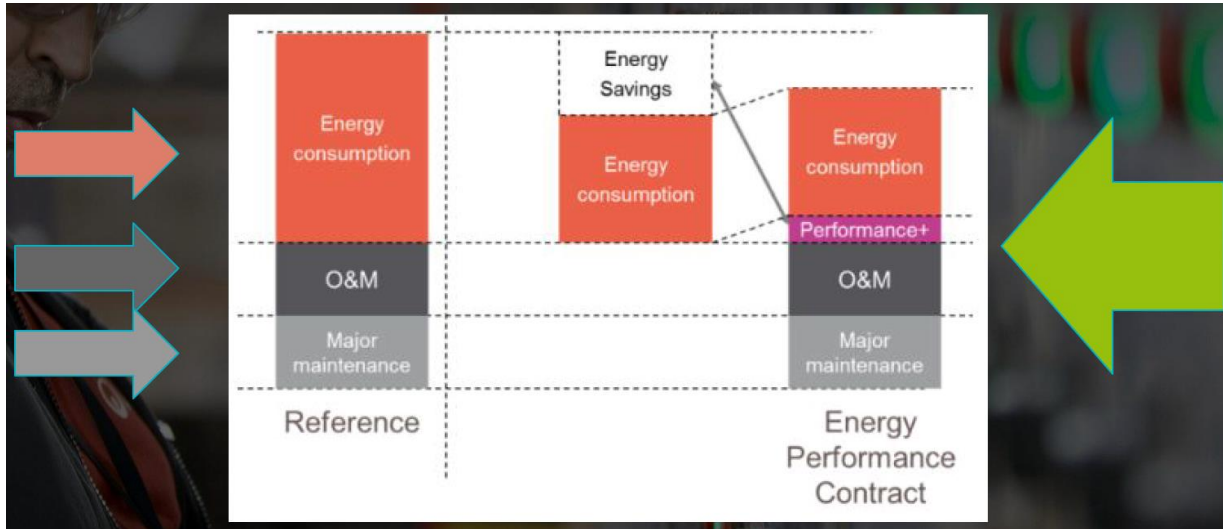 Energy
consumption
O&M
Major
maintenance
Reference
Energy
Savings
Energy
consumption
Energy
consumption
Performance+
O&M
Major
maintenance
Energy
Performance
Contract